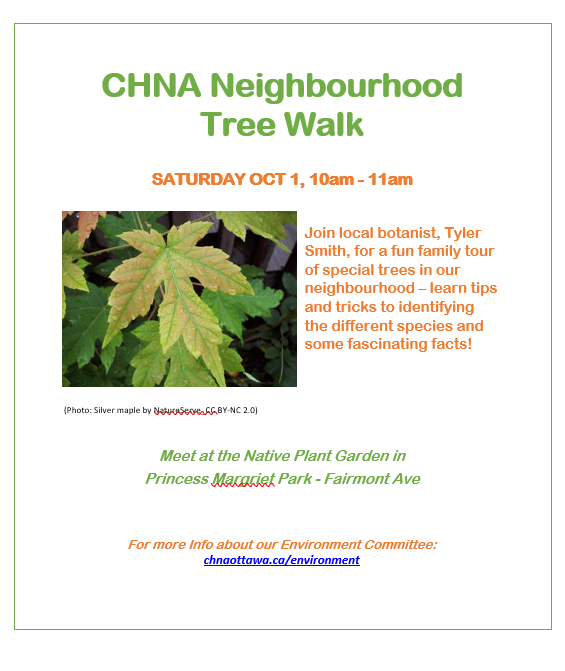 CHNA Neighbourhood
Tree Walk
SATURDAY OCT 1, 10am - 11am
Join local botanist, Tyler
Smith, for a fun family tour
of special trees in our
neighbourhood – learn tips
and tricks to identifying
the different species and
some fascinating facts!
(Photo: Silver maple by NatureServe- CC BY-NC 2.0)
Meet at the Native Plant Garden in
Princess Margriet Park - Fairmont Ave
For more Info about our Environment Committee:
chnaottawa.ca/environment